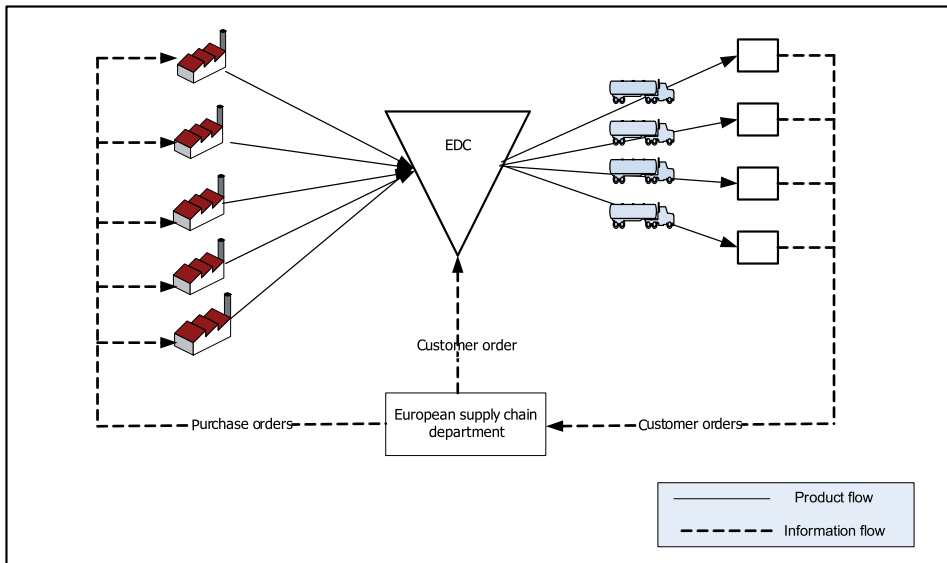 EDC
Customer order
European supply chain
department
Purchase orders
Customer orders
Product flow
Information flow